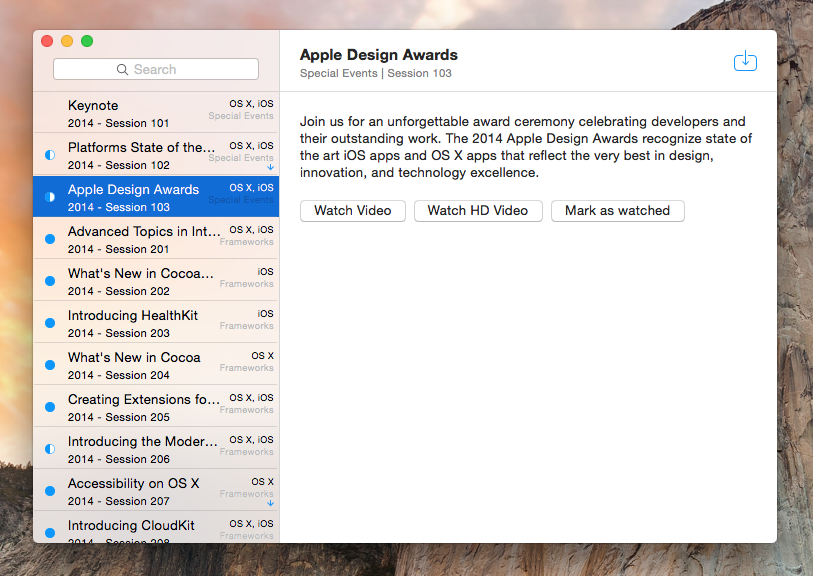 Search
Keynote
OS X, iOS
2014 - Session 101
Special Events
Platforms State of the...
OS X, iOS
2014 - Session 102
Special Events
Apple Design Awards
OS X, iOS
2014 - Session 103
Special Events
Advanced Topics in Int...
OS X, iOS
2014 - Session 201
Frameworks
What's New in Cocoa...
iOS
2014 - Session 202
Frameworks
Introducing HealthKit
iOS
2014 - Session 203
Frameworks
What's New in Cocoa
OS X
2014 - Session 204
Frameworks
Creating Extensions fo...
OS X, iOS
2014 - Session 205
Frameworks
Introducing the Moder...
OS X, iOS
2014 - Session 206
Frameworks
Accessibility on OS X
OS X
2014 - Session 207
Frameworks
Introducing CloudKit
OS X, iOS
2014 - Session 208
Frameworks
Apple Design Awards
Special Events | Session 103
Join us for an unforgettable award ceremony celebrating developers and
their outstanding work. The 2014 Apple Design Awards recognize state of
the art iOS apps and OS X apps that reflect the very best in design,
innovation, and technology excellence.
Watch Video
Watch HD Video
Mark as watched